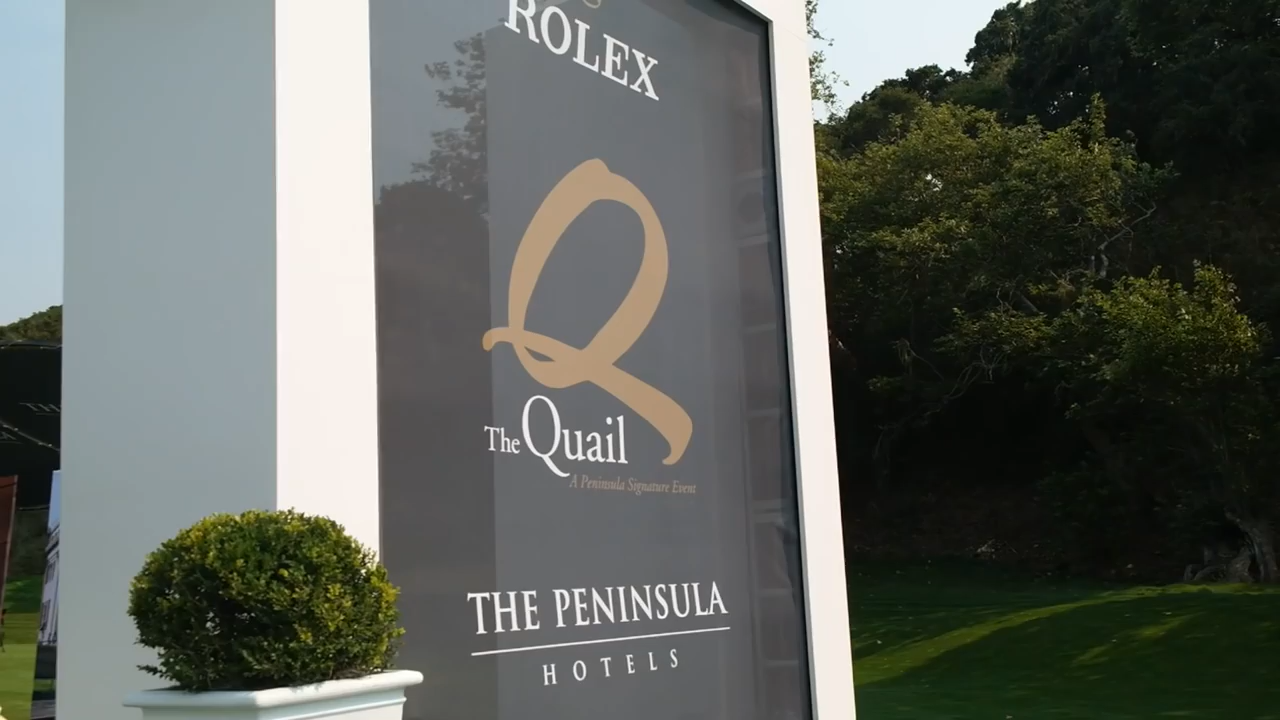 ROLEX
The Quail
A Peninsula Signature Event
THE PENINSULA
HOTELS